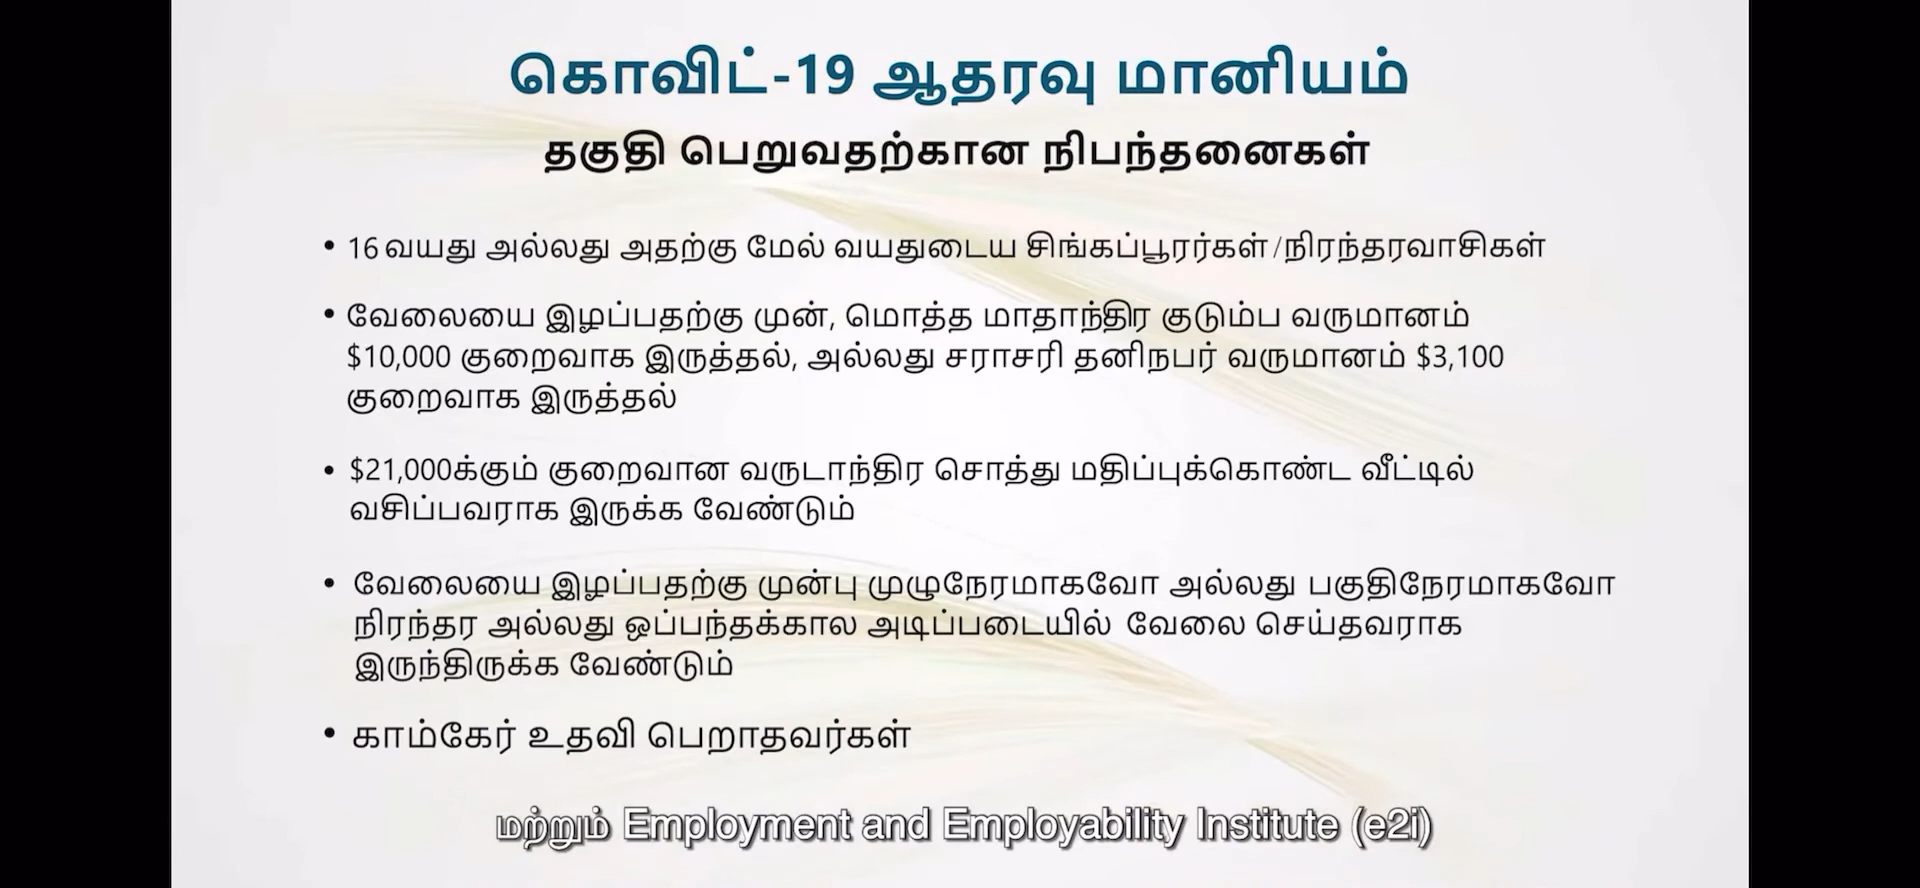 கொவிட்-19 ஆதரவு மானியம்
தகுதி பெறுவதற்கான நிபந்தனைகள்
• 16 வயது அல்லது அதற்கு மேல் வயதுடைய சிங்கப்பூரர்கள் /நிரந்தரவாசிகள்
• வேலையை இழப்பதற்கு முன், மொத்த மாதாந்திர குடும்ப வருமானம்
$10,000 குறைவாக இருத்தல், அல்லது சராசரி தனிநபர் வருமானம் $3,100
குறைவாக இருத்தல்
• $21,000க்கும் குறைவான வருடாந்திர சொத்து மதிப்புக்கொண்ட வீட்டில்
வசிப்பவராக இருக்க வேண்டும்
• வேலையை இழப்பதற்கு முன்பு முழுநேரமாகவோ அல்லது பகுதிநேரமாகவோ
நிரந்தர அல்லது ஒப்பந்தக்கால அடிப்படையில் வேலை செய்தவராக
இருந்திருக்க வேண்டும்
• காம்கேர் உதவி பெறாதவர்கள்
மற்றும் Employment and Employability Institute (e2i)